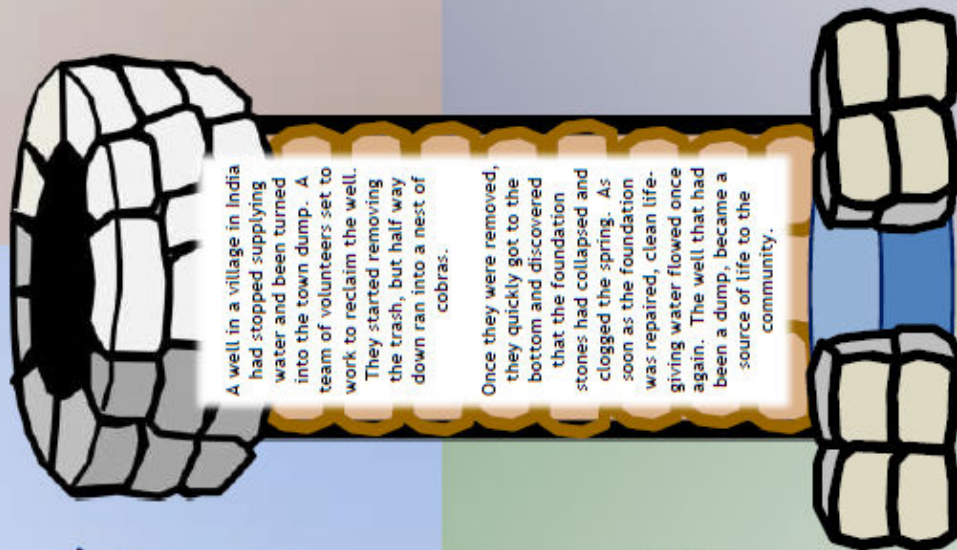 A well in a village in India
had stopped supplying
water and been turned
into the town dump. A
team of volunteers set to
work to reclaim the well.
They started removing
the trash, but half way
down ran into a nest of
cobras.
Once they were removed,
they quickly got to the
bottom and discovered
that the foundation
stones had collapsed and
clogged the spring. As
soon as the foundation
was repaired, clean life-
giving water flowed once
again. The well that had
been a dump, became a
source of life to the
community.